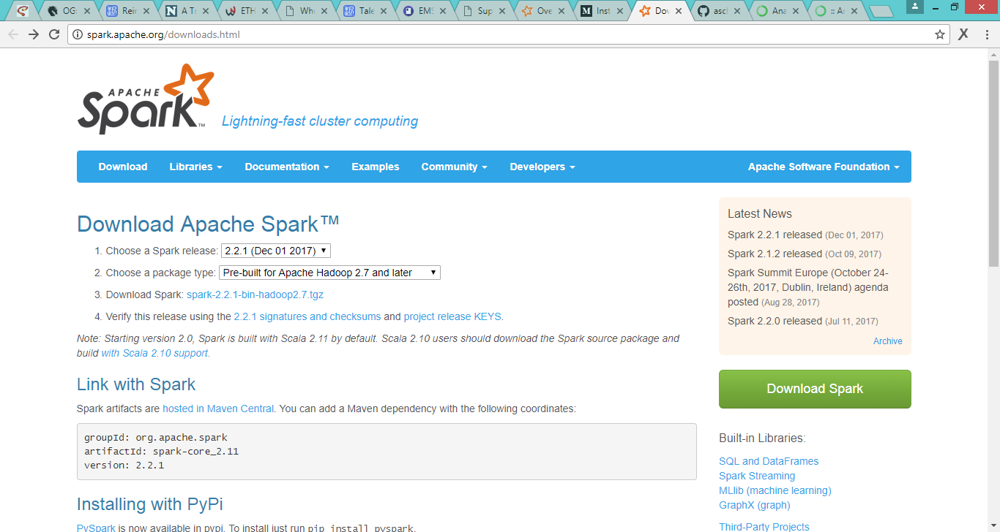 OG
Rein
A T
ETH
Who
Tale
EMS
Sup
Ove
Inst
Dov
ascl
Ana
:: Ar
spark.apache.org/downloads.html
APACHE
Spark™
Lightning-fast cluster computing
Download Libraries Documentation Examples Community Developers Apache Software Foundation
Download Apache Spark™
1. Choose a Spark release: 2.2.1 (Dec 01 2017)
2. Choose a package type: Pre-built for Apache Hadoop 2.7 and later
3. Download Spark: spark-2.2.1-bin-hadoop2.7.tgz
4. Verify this release using the 2.2.1 signatures and checksums and project release KEYS.
Note: Starting version 2.0, Spark is built with Scala 2.11 by default. Scala 2.10 users should download the Spark source package and
build with Scala 2.10 support.
Link with Spark
Spark artifacts are hosted in Maven Central. You can add a Maven dependency with the following coordinates:
groupId: org.apache.spark
artifactId: spark-core_2.11
version: 2.2.1
Installing with PyPi
PySpark is now available in pypi. To install just run pip install pyspark.
Latest News
Spark 2.2.1 released (Dec 01, 2017)
Spark 2.1.2 released (Oct 09, 2017)
Spark Summit Europe (October 24-
26th, 2017, Dublin, Ireland) agenda
posted (Aug 28, 2017)
Spark 2.2.0 released (Jul 11, 2017)
Archive
Download Spark
Built-in Libraries:
SQL and DataFrames
Spark Streaming
MLlib (machine learning)
GraphX (graph)
Third-Party Projects